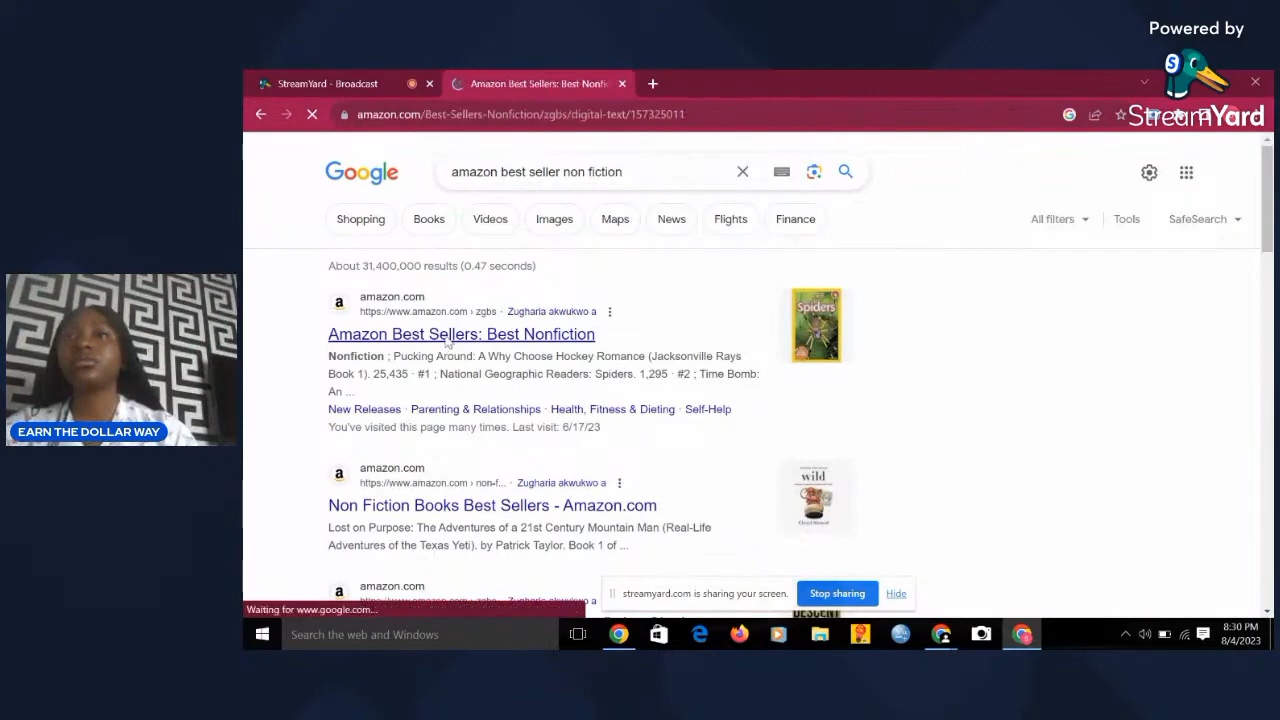 Powered by
StreamYard
StreamYard - Broadcast
Amazon Best Sellers: Best Nonfi
amazon.com/Best-Sellers-Nonfiction/zgbs/digital-text/157325011
Google
amazon best seller non fiction
Shopping
Books
Videos
Images
Maps
News
Flights
Finance
All filters
Tools
SafeSearch
About 31,400,000 results (0.47 seconds)
a
amazon.com
https://www.amazon.com › zgbs · Zugharia akwukwo a
Amazon Best Sellers: Best Nonfiction
Nonfiction ; Pucking Around: A Why Choose Hockey Romance (Jacksonville Rays
Book 1). 25,435 · #1 ; National Geographic Readers: Spiders. 1,295 · #2 ; Time Bomb:
An ...
New Releases · Parenting & Relationships · Health, Fitness & Dieting · Self-Help
You've visited this page many times. Last visit: 6/17/23
Spiders
EARN THE DOLLAR WAY
a
amazon.com
https://www.amazon.com › non-f... · Zugharia akwukwo a
Non Fiction Books Best Sellers - Amazon.com
Lost on Purpose: The Adventures of a 21st Century Mountain Man (Real-Life
Adventures of the Texas Yeti). by Patrick Taylor. Book 1 of ...
wild
a
amazon.com
streamyard.com is sharing your screen.
Stop sharing
Hide
Waiting for www.google.com...
Search the web and Windows
8:30 PM
8/4/2023